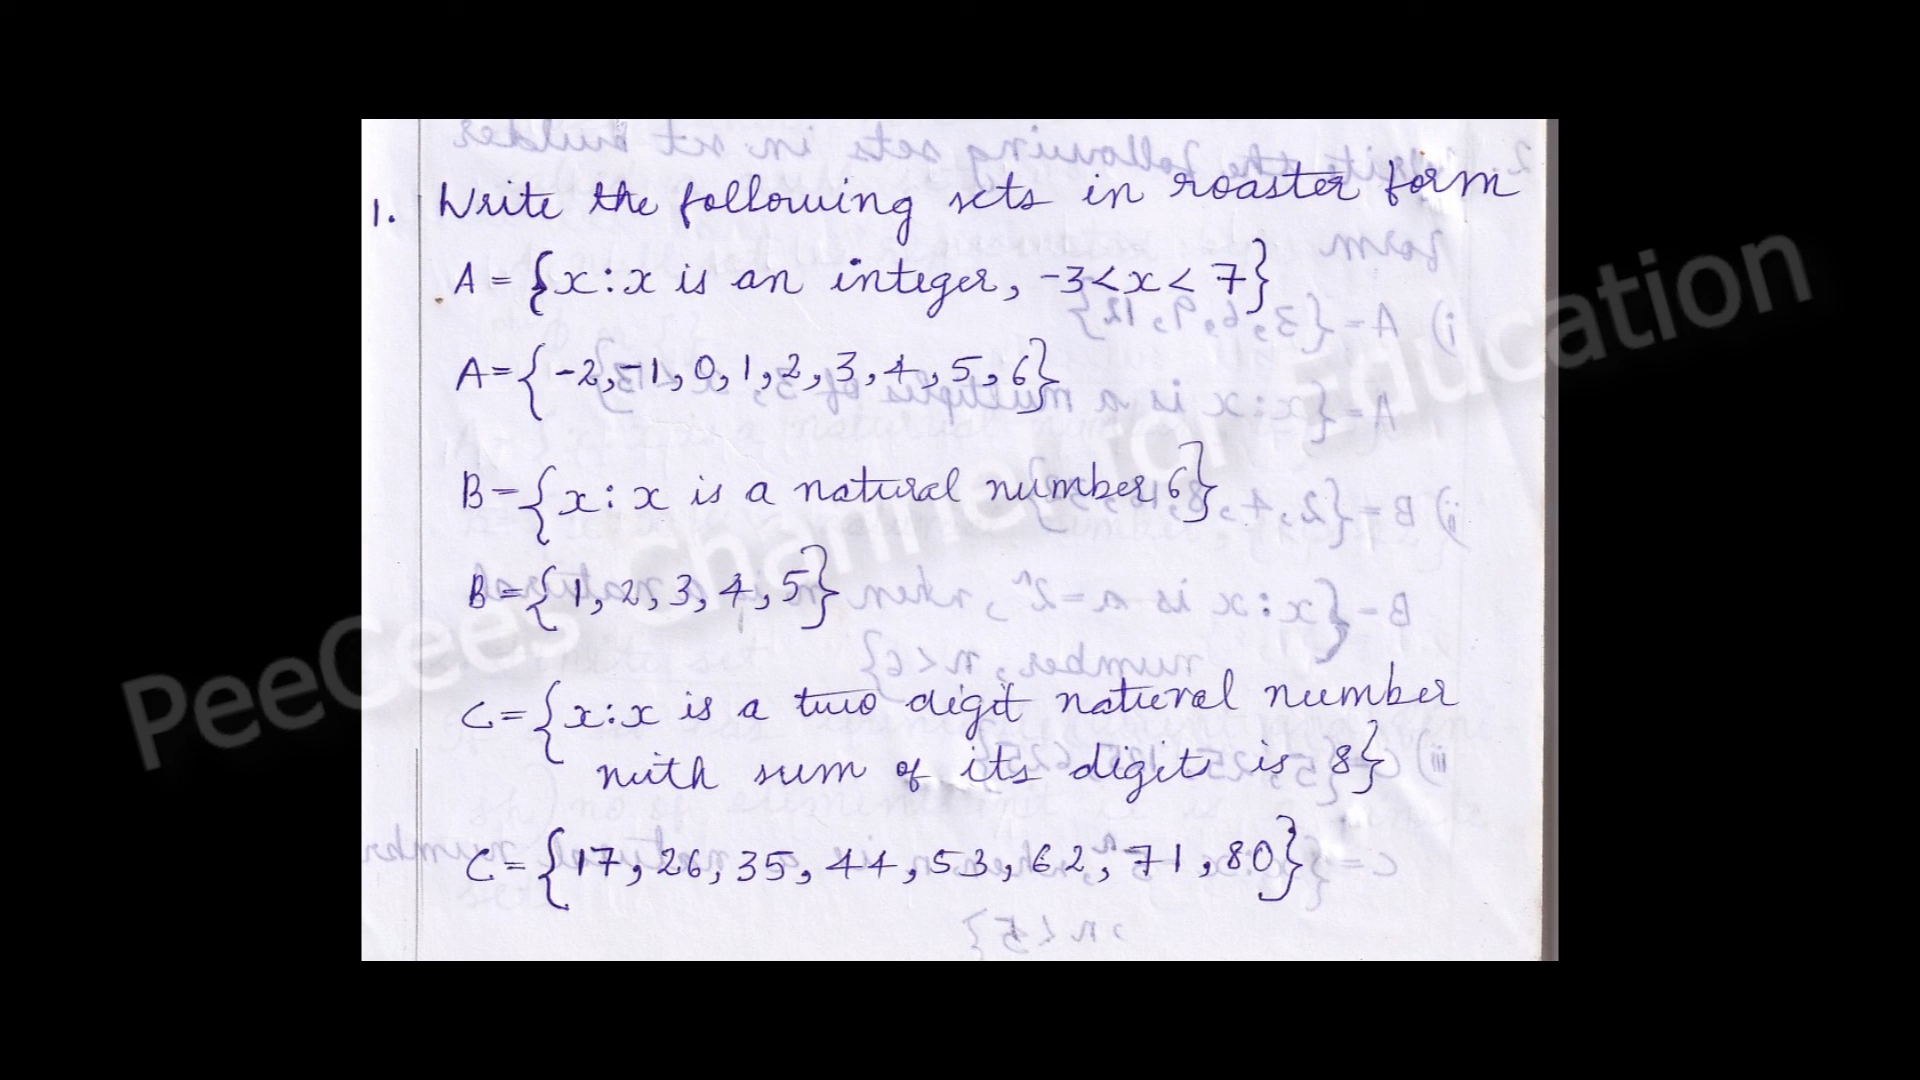 1. Write the following sets in roaster form
A = {x:x is an integer, -3<x< 7}
A={-2,-1,0,1,2,3,4,5,6}
B={x:x is a natural number 6}
B={1,2,3,4,5}
C={x:x is a two digit natural number
with sum of its digits is 8}
C={17,26,35,44,53,62,71,80}
PeeCees Channel for Education